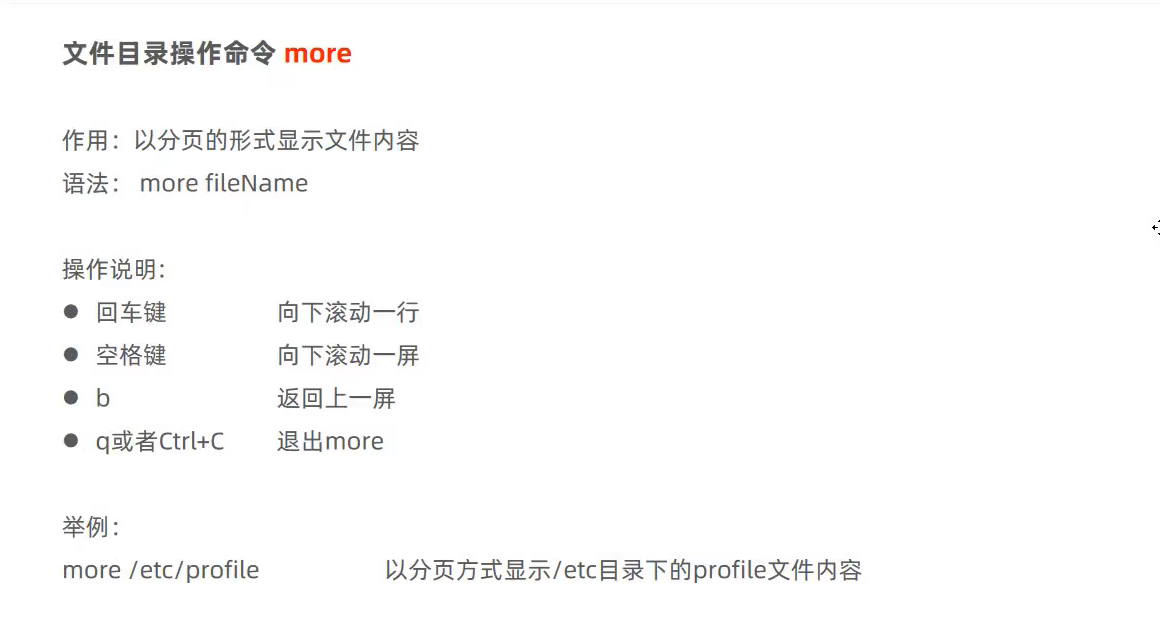 文件目录操作命令 more
作用：以分页的形式显示文件内容
语法： more fileName
操作说明：
● 回车键 向下滚动一行
● 空格键 向下滚动一屏
● b 返回上一屏
● q或者Ctrl+C 退出more
举例：
more /etc/profile 以分页方式显示/etc目录下的profile文件内容